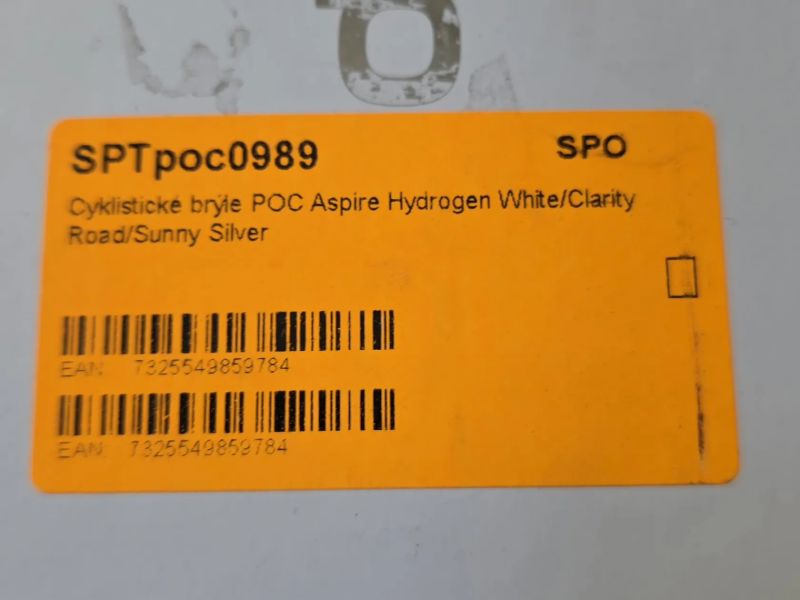 SPTpoc0989 SPO
Cyklistické brýle POC Aspire Hydrogen White/Clarity
Road/Sunny Silver
EAN: 7325549859784
EAN: 7325549859784